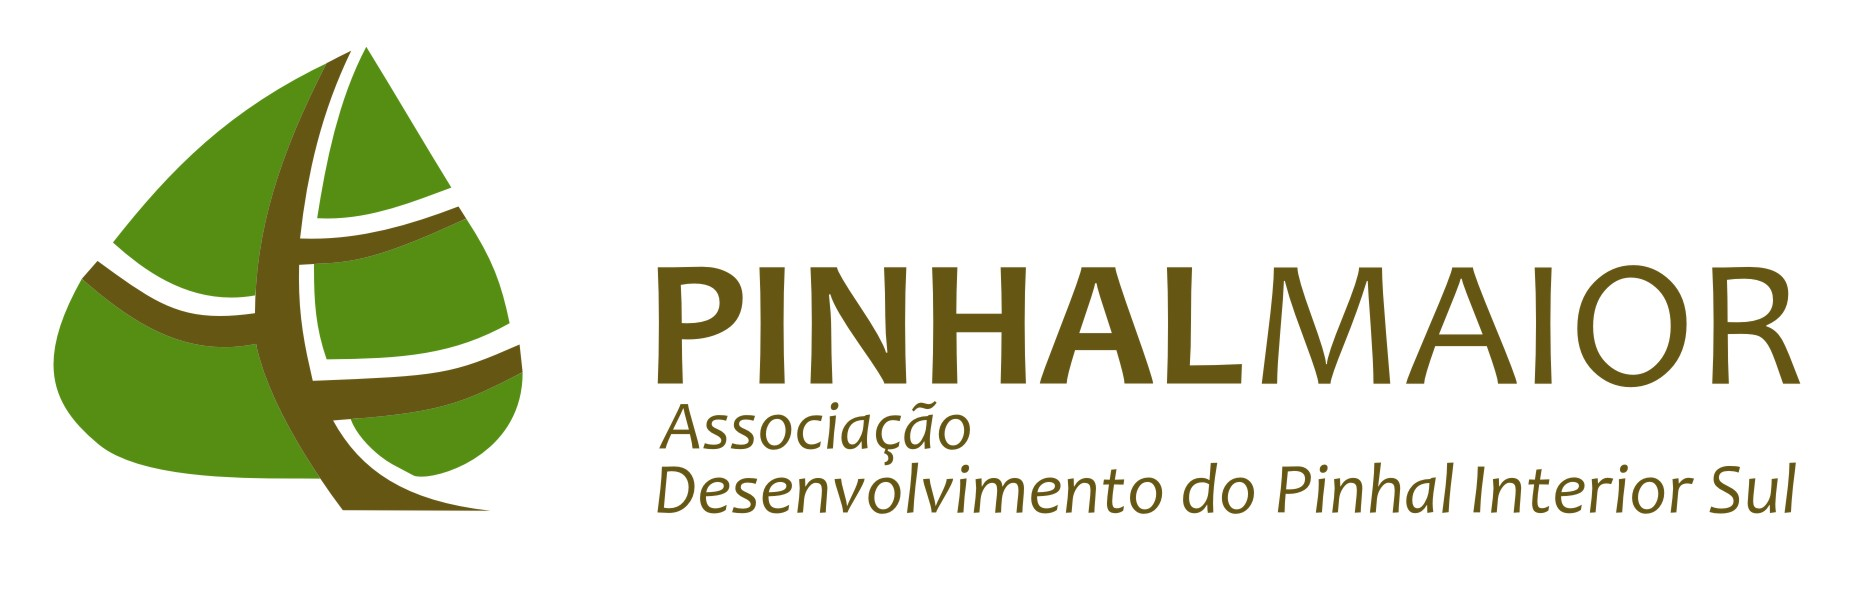 PINHALMAIOR
Associação
Desenvolvimento do Pinhal Interior Sul